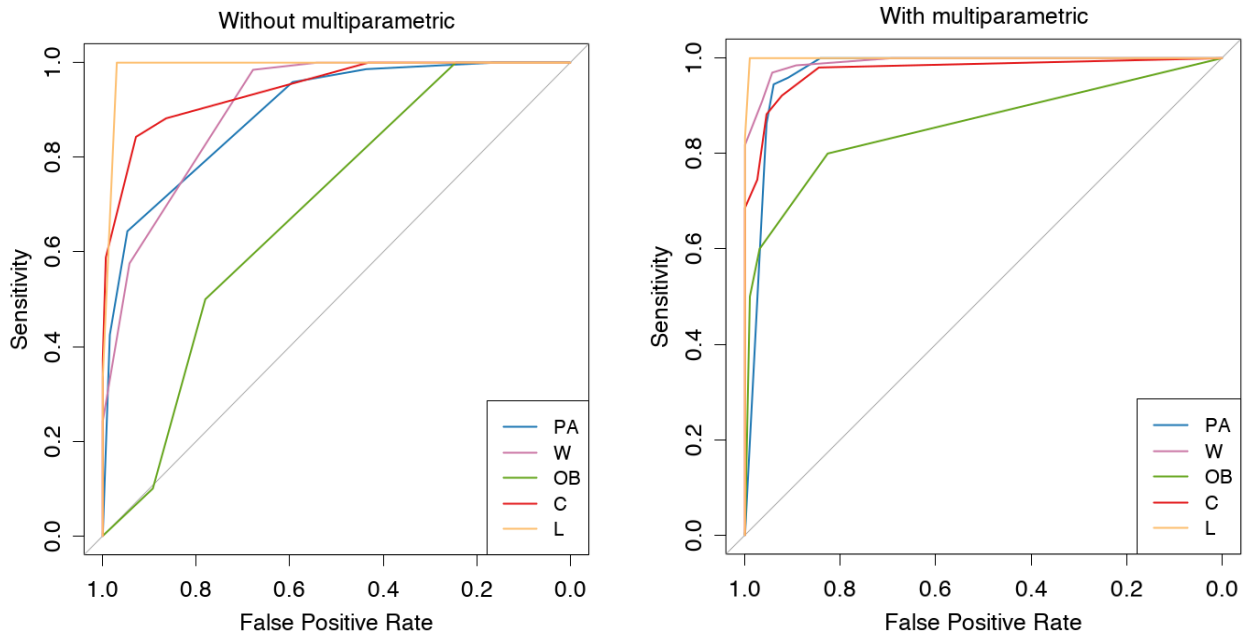 Without multiparametric
Sensitivity
1.0
0.8
0.6
0.4
0.2
0.0
PA
W
OB
C
L
1.0 0.8 0.6 0.4 0.2 0.0
False Positive Rate
With multiparametric
Sensitivity
1.0
0.8
0.6
0.4
0.2
0.0
PA
W
OB
C
L
1.0 0.8 0.6 0.4 0.2 0.0
False Positive Rate